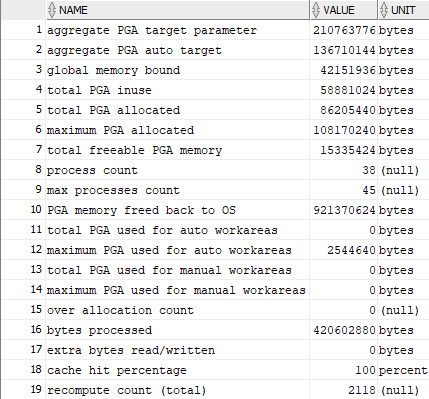 NAME VALUE UNIT
1 aggregate PGA target parameter 210763776 bytes
2 aggregate PGA auto target 136710144 bytes
3 global memory bound 42151936 bytes
4 total PGA inuse 58881024 bytes
5 total PGA allocated 86205440 bytes
6 maximum PGA allocated 108170240 bytes
7 total freeable PGA memory 15335424 bytes
8 process count 38 (null)
9 max processes count 45 (null)
10 PGA memory freed back to OS 921370624 bytes
11 total PGA used for auto workareas 0 bytes
12 maximum PGA used for auto workareas 2544640 bytes
13 total PGA used for manual workareas 0 bytes
14 maximum PGA used for manual workareas 0 bytes
15 over allocation count 0 (null)
16 bytes processed 420602880 bytes
17 extra bytes read/written 0 bytes
18 cache hit percentage 100 percent
19 recompute count (total) 2118 (null)